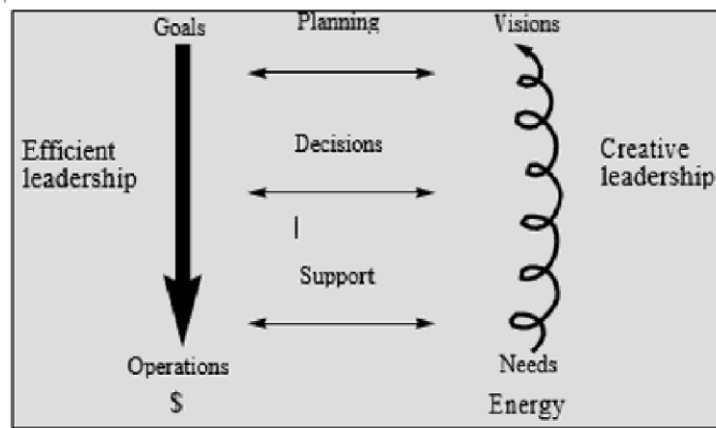 Goals
Planning
Visions
Efficient
leadership
Decisions
Creative
leadership
Support
Operations
Needs
$
Energy